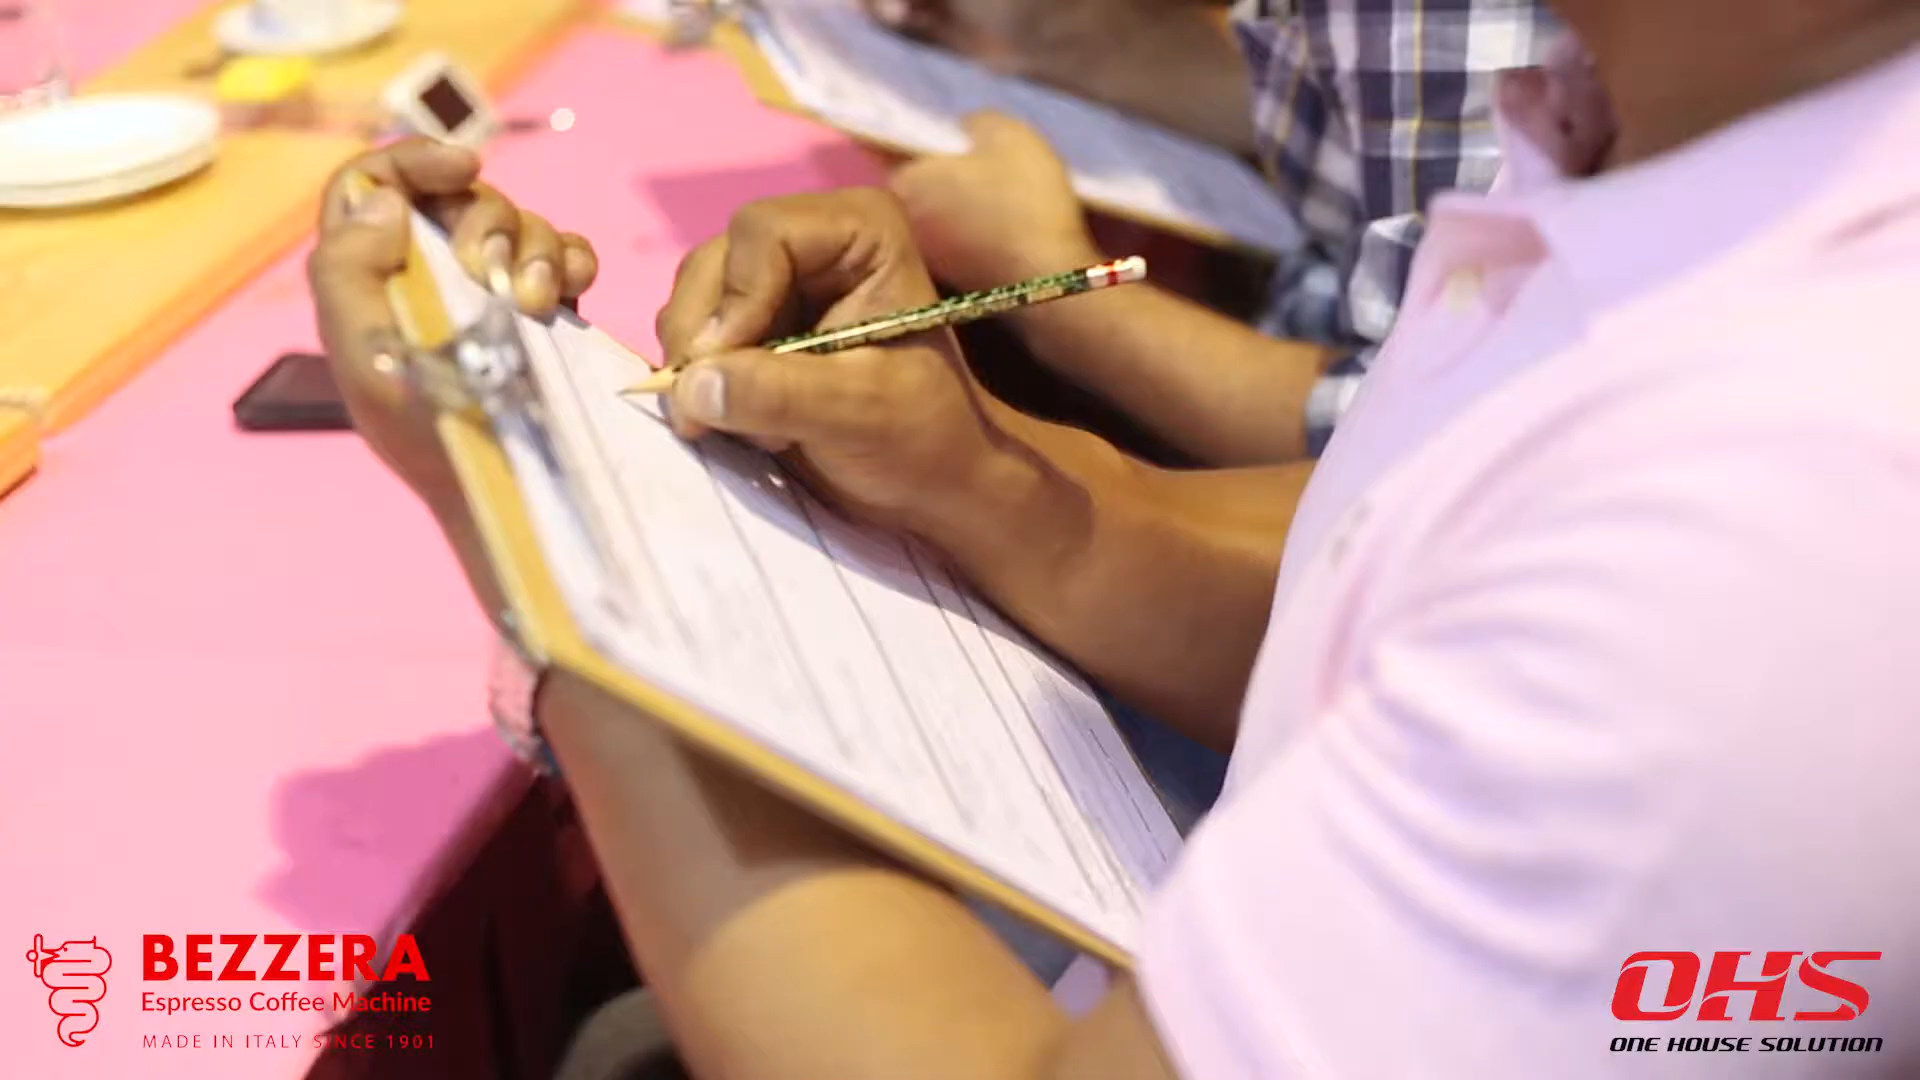 BEZZERA
Espresso Coffee Machine
MADE IN ITALY SINCE 1901
OHS
ONE HOUSE SOLUTION